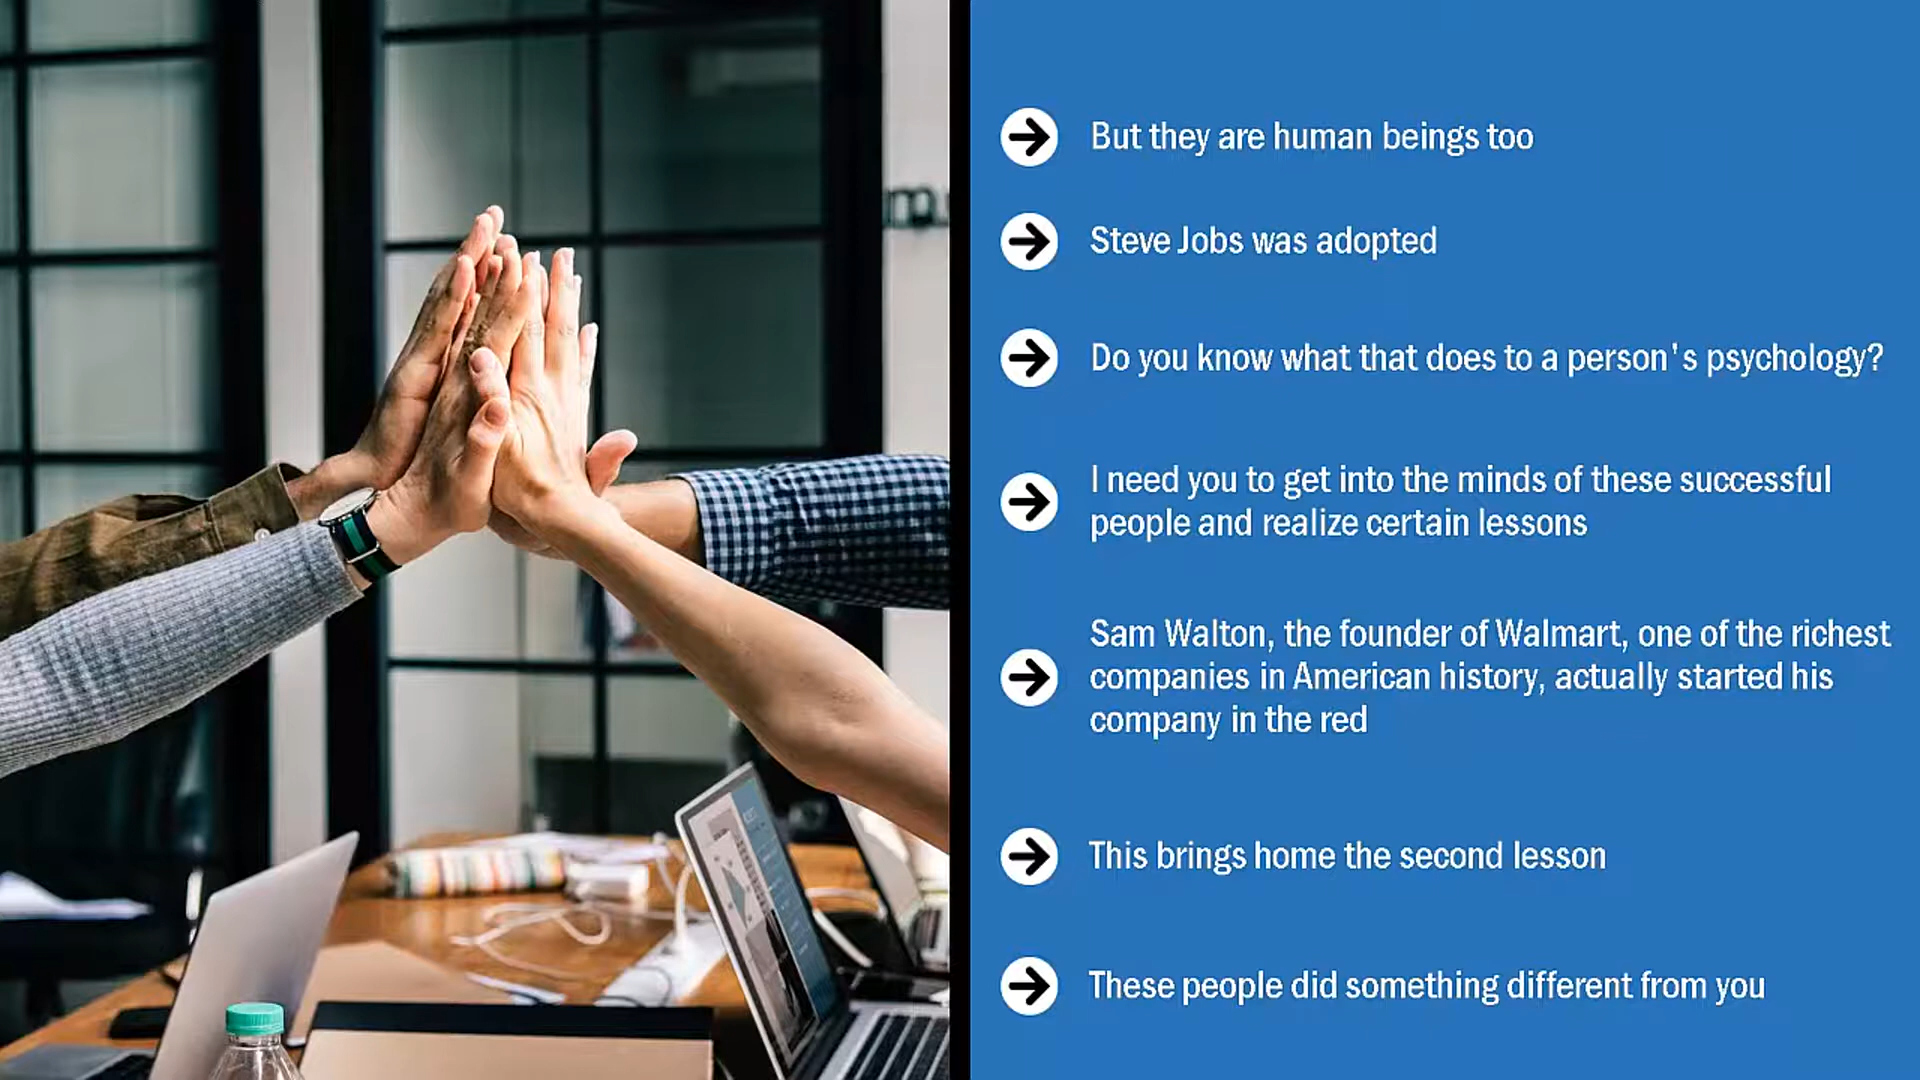 But they are human beings too
Steve Jobs was adopted
Do you know what that does to a person's psychology?
I need you to get into the minds of these successful
people and realize certain lessons
Sam Walton, the founder of Walmart, one of the richest
companies in American history, actually started his
company in the red
This brings home the second lesson
These people did something different from you